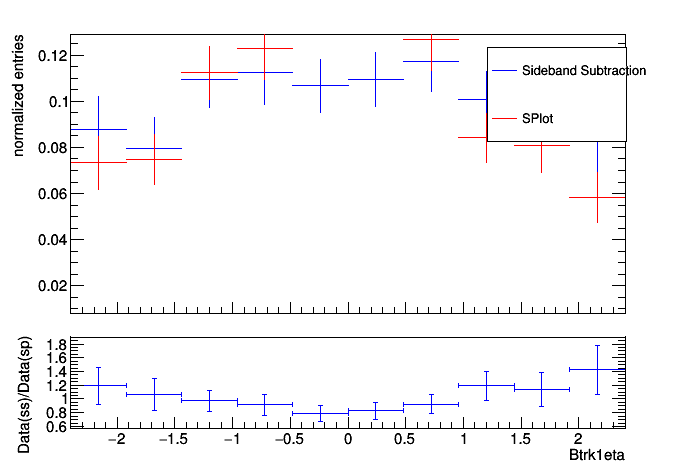 normalized entries
0.12
0.1
0.08
0.06
0.04
0.02
Sideband Subtraction
SPlot
Data(ss)/Data(sp)
1.8
1.6
1.4
1.2
1
0.8
0.6
−2 −1.5 −1 −0.5 0 0.5 1 1.5 2
Btrk1eta